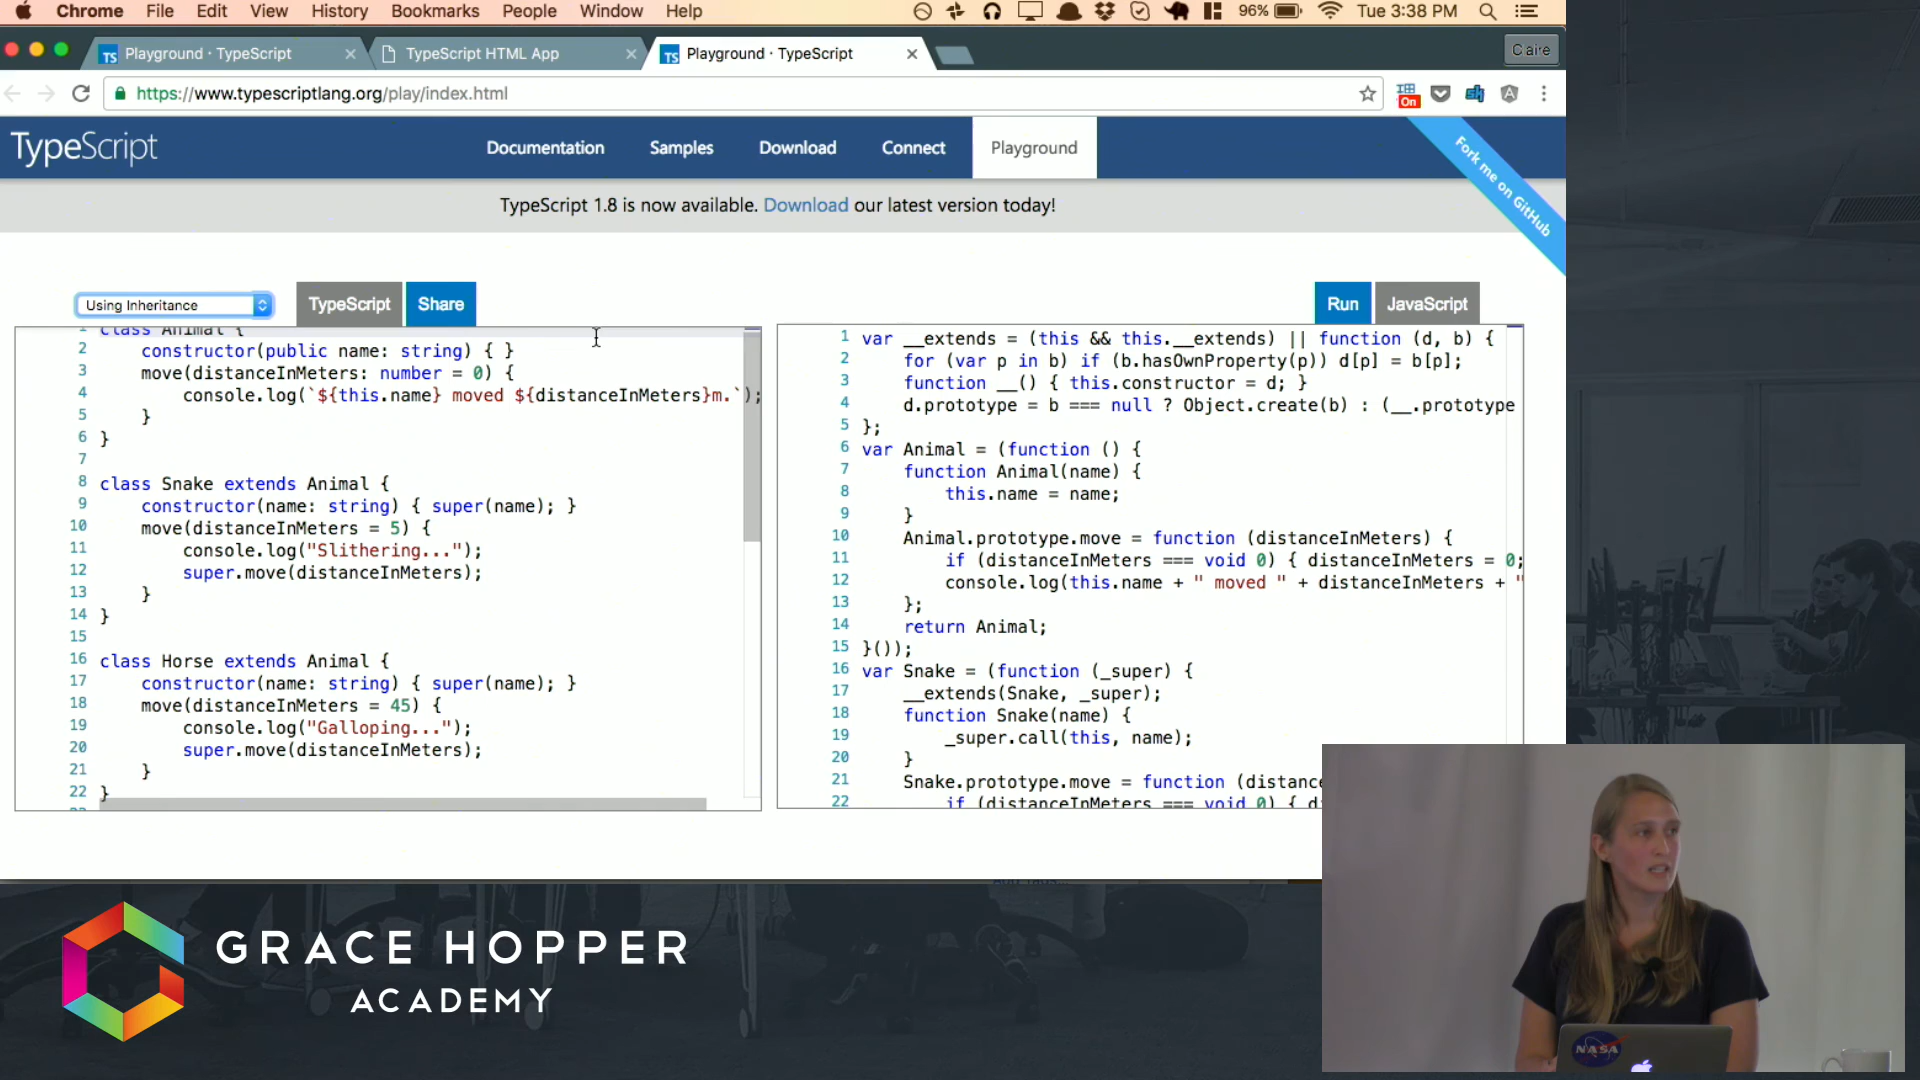 Chrome File Edit View History Bookmarks People Window Help 96% Tue 3:38 PM
Playground · TypeScript
TypeScript HTML App
Playground · TypeScript
https://www.typescriptlang.org/play/index.html
On
TypeScript
Documentation Samples Download Connect Playground
Fork me on GitHub
TypeScript 1.8 is now available. Download our latest version today!
Using Inheritance
TypeScript
Share
1 class Animal {
2 constructor(public name: string) { }
3 move(distanceInMeters: number = 0) {
4 console.log(`${this.name} moved ${distanceInMeters}m.`);
5 }
6 }
7
8 class Snake extends Animal {
9 constructor(name: string) { super(name); }
10 move(distanceInMeters = 5) {
11 console.log("Slithering...");
12 super.move(distanceInMeters);
13 }
14 }
15
16 class Horse extends Animal {
17 constructor(name: string) { super(name); }
18 move(distanceInMeters = 45) {
19 console.log("Galloping...");
20 super.move(distanceInMeters);
21 }
22 }
Run
JavaScript
1 var __extends = (this && this.__extends) || function (d, b) {
2 for (var p in b) if (b.hasOwnProperty(p)) d[p] = b[p];
3 function __() { this.constructor = d; }
4 d.prototype = b === null ? Object.create(b) : (__.prototype
5 };
6 var Animal = (function () {
7 function Animal(name) {
8 this.name = name;
9 }
10 Animal.prototype.move = function (distanceInMeters) {
11 if (distanceInMeters === void 0) { distanceInMeters = 0;
12 console.log(this.name + " moved " + distanceInMeters + "
13 };
14 return Animal;
15 }());
16 var Snake = (function (_super) {
17 __extends(Snake, _super);
18 function Snake(name) {
19 _super.call(this, name);
20 }
21 Snake.prototype.move = function (distanc
22 if (distanceInMeters === void 0) { d
GRACE HOPPER
ACADEMY
NASA